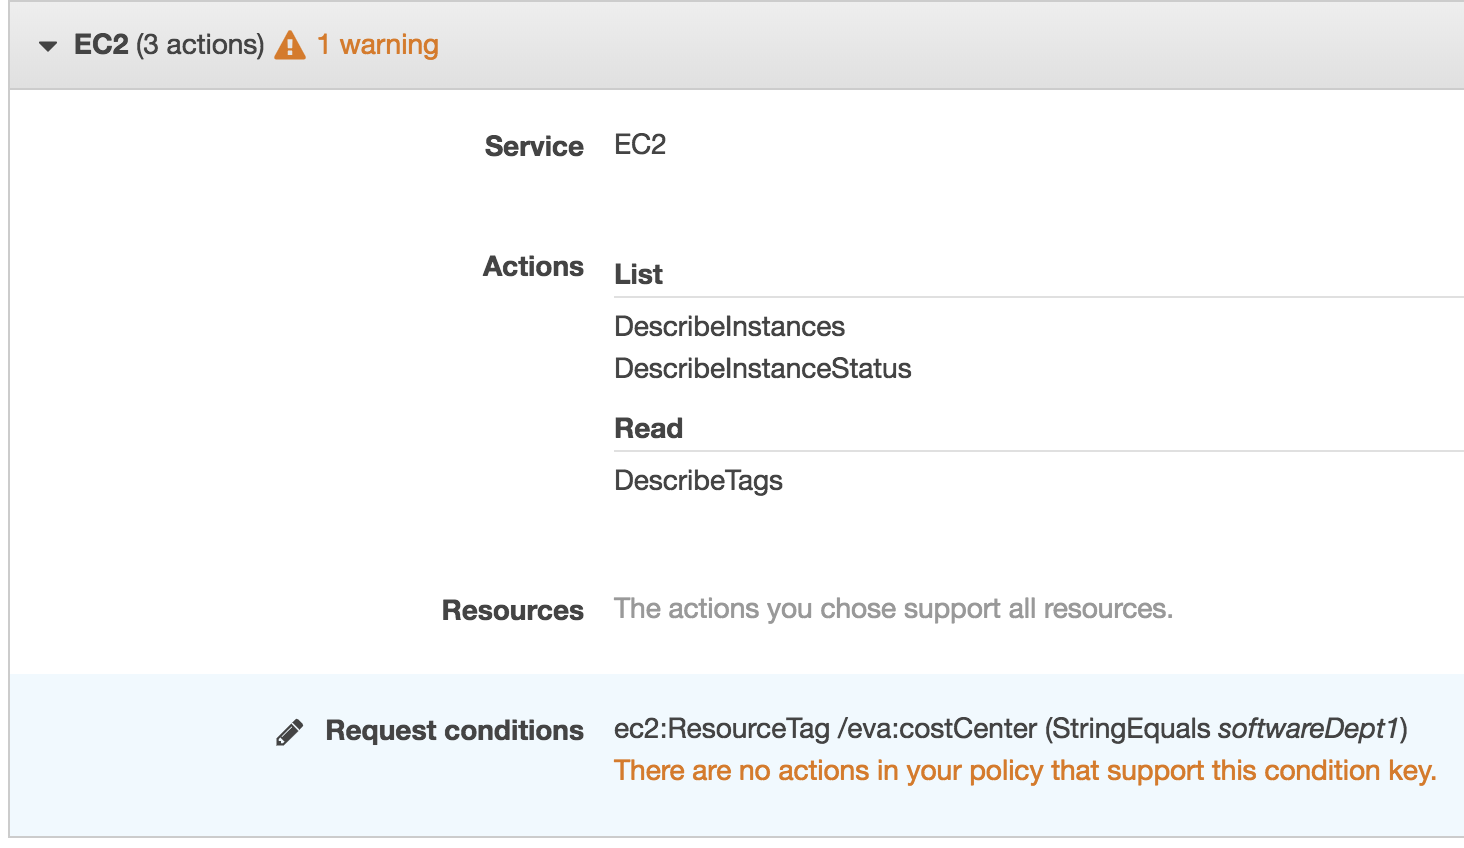 EC2 (3 actions) 1 warning
Service EC2
Actions List
DescribeInstances
DescribeInstanceStatus
Read
DescribeTags
Resources The actions you chose support all resources.
Request conditions ec2:ResourceTag /eva:costCenter (StringEquals softwareDept1)
There are no actions in your policy that support this condition key.